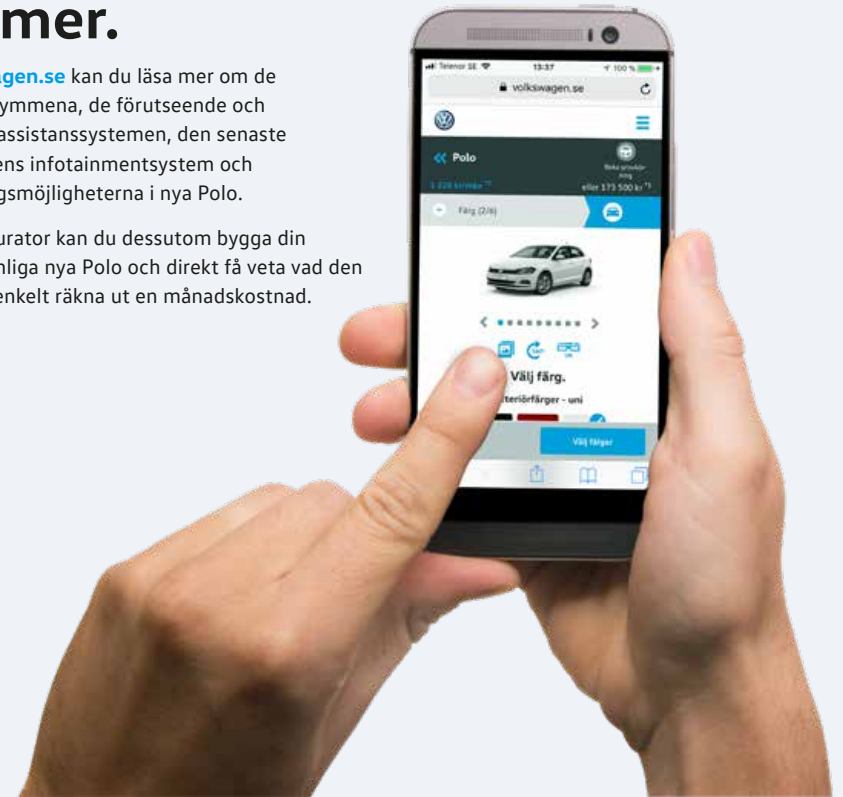 mer.
agen.se kan du läsa mer om de
ymmena, de förutseende och
assistanssystemen, den senaste
ens infotainmentsystem och
gsmöjligheterna i nya Polo.
urator kan du dessutom bygga din
nliga nya Polo och direkt få veta vad den
enkelt räkna ut en månadskostnad.
Telenor SE 13:37 100 %
volkswagen.se
Polo
eller 173 500 kr
Färg (2/6)
Välj färg.
teriörfärger - uni
Välj fälgar